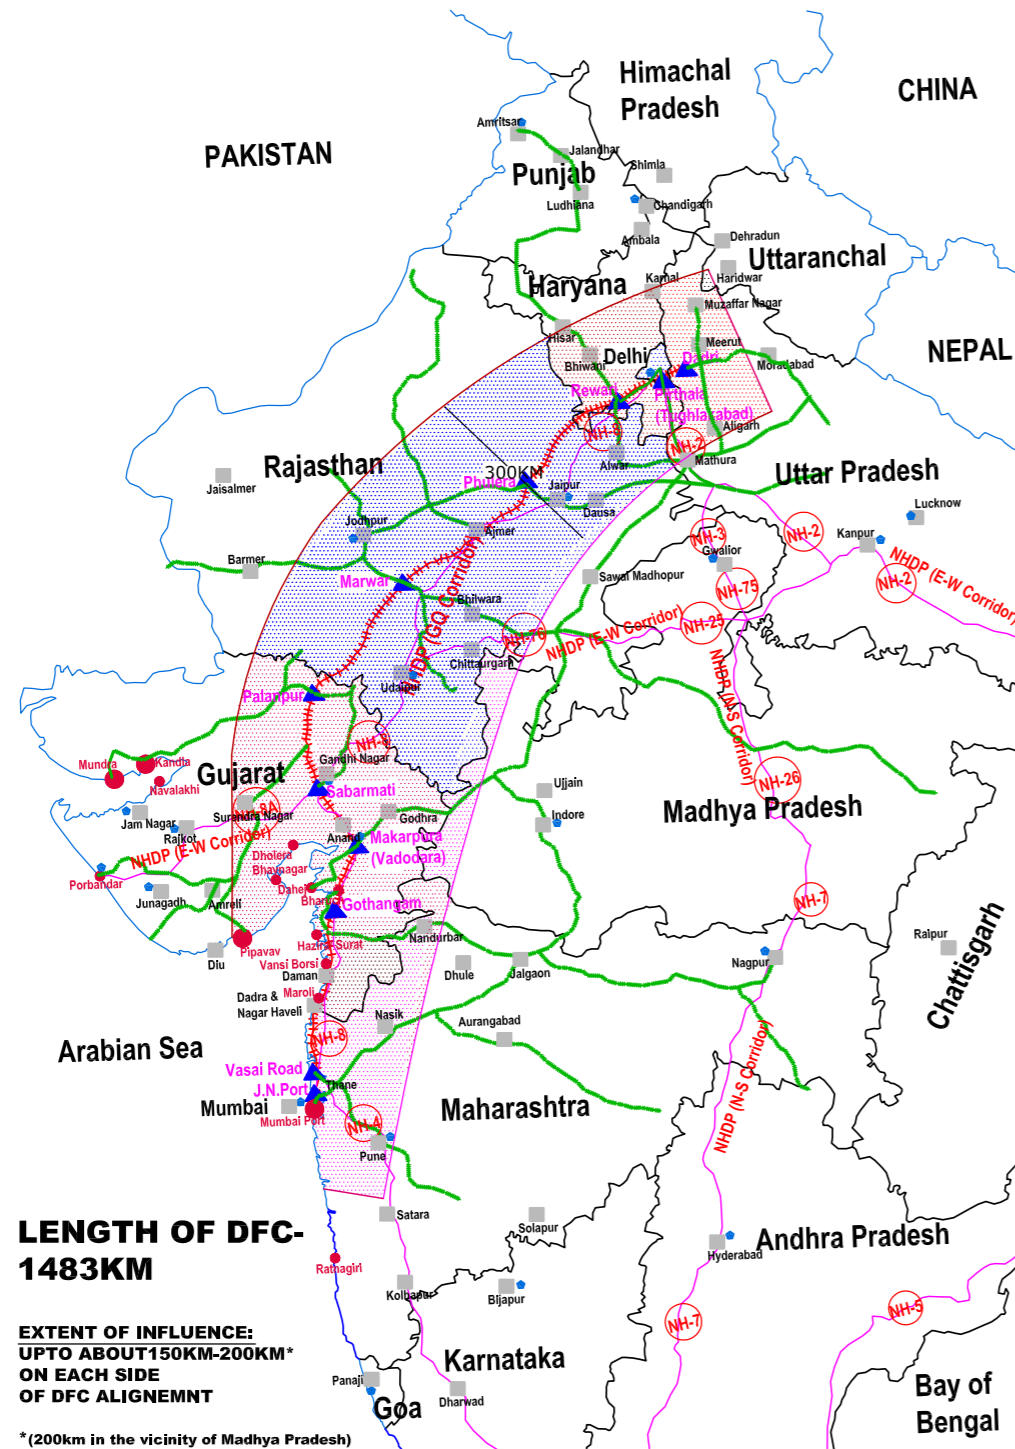 Himachal
Pradesh
CHINA
PAKISTAN
Amritsar
Jalandhar
Punjab
Shimla
Ludhiana
Chandigarh
Ambala
Dehradun
Uttaranchal
Haridwar
Haryana
Karnal
Muzaffar Nagar
Hisar
Meerut
NEPAL
Delhi
Dadri
Bhiwani
Moradabad
Rewari
Pirthala
(Tughlakabad)
Aligarh
NH-8
NH-2
Alwar
Mathura
Rajasthan
300KM
Uttar Pradesh
Jaisalmer
Phulera
Jaipur
Dausa
Lucknow
Jodhpur
Ajmer
NH-3
NH-2
Kanpur
Gwalior
NHDP (E-W Corridor)
Barmer
Marwar
Sawai Madhopur
NH-75
NH-2
NHDP (GQ Corridor)
Bhilwara
NH-76
NHDP (E-W Corridor)
NH-25
Chittaurgarh
Udaipur
NHDP (N-S Corridor)
Palanpur
NH-8
Mundra
Kandla
Gandhi Nagar
Gujarat
Navalakhi
Sabarmati
NH-26
Ujjain
Madhya Pradesh
NH-8A
Jam Nagar
Surendra Nagar
Godhra
Indore
Rajkot
Anand
Makarpura
(Vadodara)
NHDP (E-W Corridor)
Dholera
Bhavnagar
Porbandar
Dahej
Junagadh
Amreli
Bharuch
Gothangam
NH-7
Chattisgarh
Raipur
Nandurbar
Hazira
Surat
Pipavav
Diu
Vansi Borsi
Dhule
Jalgaon
Nagpur
Daman
Maroli
Dadra &
Nagar Haveli
Nasik
Aurangabad
NH-8
Arabian Sea
Vasai Road
Thane
J.N.Port
NHDP (N-S Corridor)
Mumbai
Maharashtra
Mumbai Port
NH-4
Pune
LENGTH OF DFC-
1483KM
Satara
Solapur
Andhra Pradesh
Hyderabad
Ratnagiri
Kolhapur
Bijapur
NH-5
NH-7
EXTENT OF INFLUENCE:
UPTO ABOUT150KM-200KM*
ON EACH SIDE
OF DFC ALIGNEMNT
Karnataka
Panaji
Dharwad
Goa
Bay of
Bengal
*(200km in the vicinity of Madhya Pradesh)